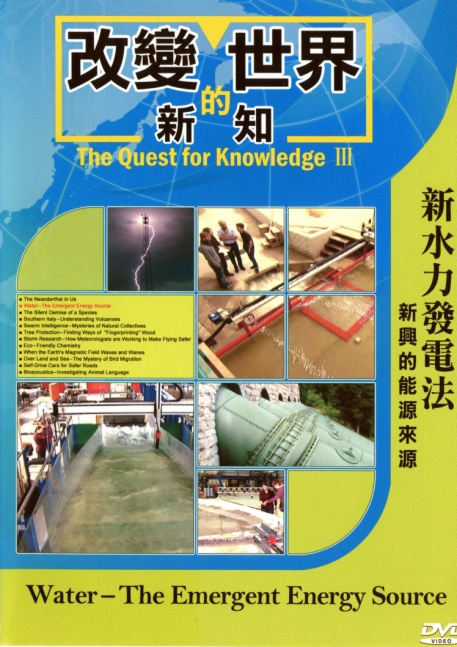 改變 世界
的
新 知
The Quest for Knowledge III
新水力發電法
新興的能源來源
The Neandarthal in Us
Water－The Emergent Energy Source
The Silent Demise of a Species
Southern Italy－Understanding Volcanoes
Swarm Intelligence－Mysteries of Natural Collectives
Tree Protection－Finding Ways of "Fingerprinting" Wood
Storm Research－How Meteorologists are Working to Make Flying Safer
Eco－Friendly Chemistry
When the Earth's Magnetic Field Waxes and Wanes
Over Land and Sea－The Mystery of Bird Migration
Self-Drive Cars for Safer Roads
Bioacoustics－Investigating Animal Language
Water－The Emergent Energy Source
DVD
VIDEO